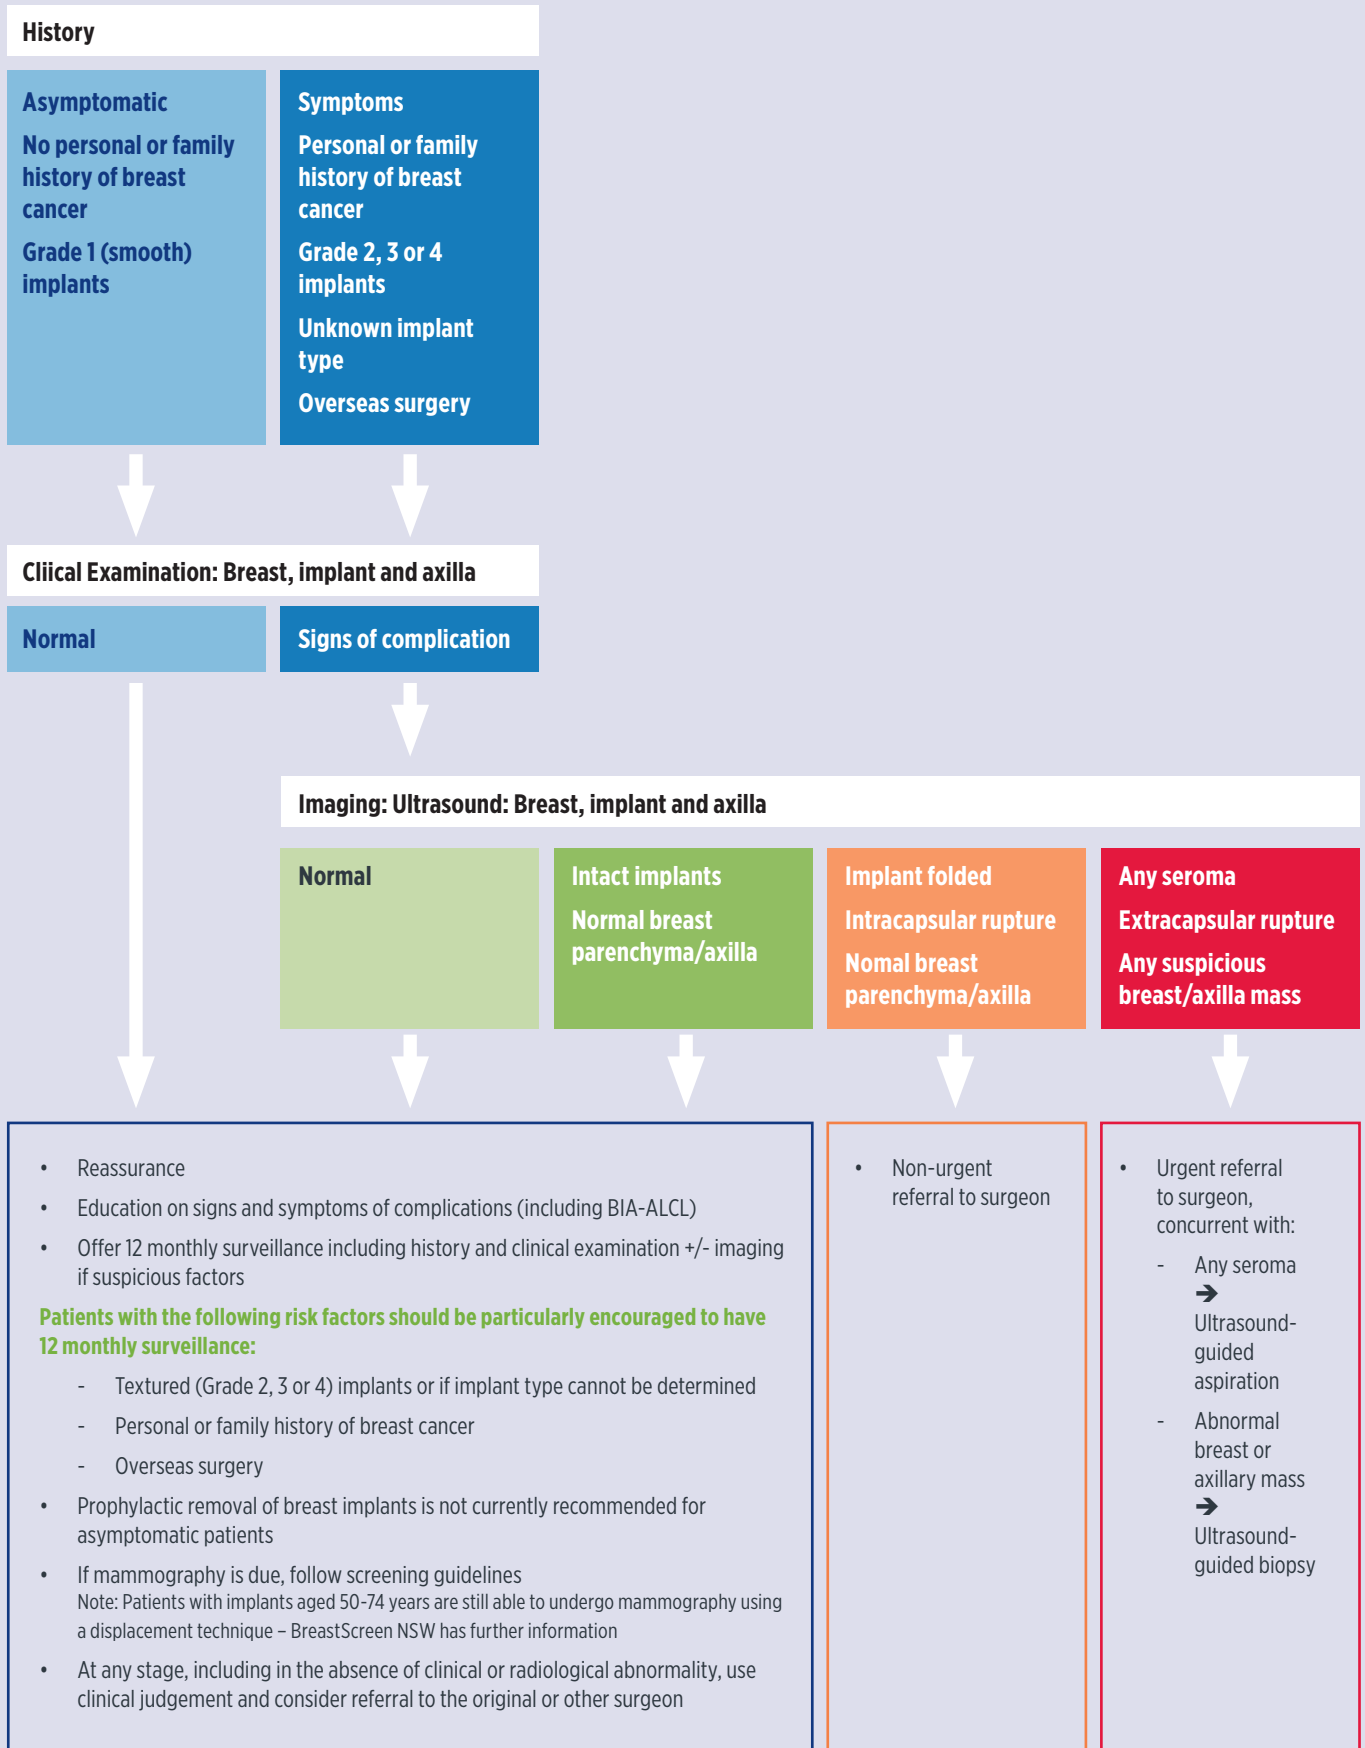 History
Asymptomatic
No personal or family
history of breast
cancer
Grade 1 (smooth)
implants
Symptoms
Personal or family
history of breast
cancer
Grade 2, 3 or 4
implants
Unknown implant
type
Overseas surgery
Cliical Examination: Breast, implant and axilla
Normal
Signs of complication
Imaging: Ultrasound: Breast, implant and axilla
Normal
Intact implants
Normal breast
parenchyma/axilla
Implant folded
Intracapsular rupture
Nomal breast
parenchyma/axilla
Any seroma
Extracapsular rupture
Any suspicious
breast/axilla mass
• Reassurance
• Education on signs and symptoms of complications (including BIA-ALCL)
• Offer 12 monthly surveillance including history and clinical examination +/- imaging
if suspicious factors
Patients with the following risk factors should be particularly encouraged to have
12 monthly surveillance:
- Textured (Grade 2, 3 or 4) implants or if implant type cannot be determined
- Personal or family history of breast cancer
- Overseas surgery
• Prophylactic removal of breast implants is not currently recommended for
asymptomatic patients
• If mammography is due, follow screening guidelines
Note: Patients with implants aged 50-74 years are still able to undergo mammography using
a displacement technique – BreastScreen NSW has further information
• At any stage, including in the absence of clinical or radiological abnormality, use
clinical judgement and consider referral to the original or other surgeon
• Non-urgent
referral to surgeon
• Urgent referral
to surgeon,
concurrent with:
- Any seroma
➔
Ultrasound-
guided
aspiration
- Abnormal
breast or
axillary mass
➔
Ultrasound-
guided biopsy